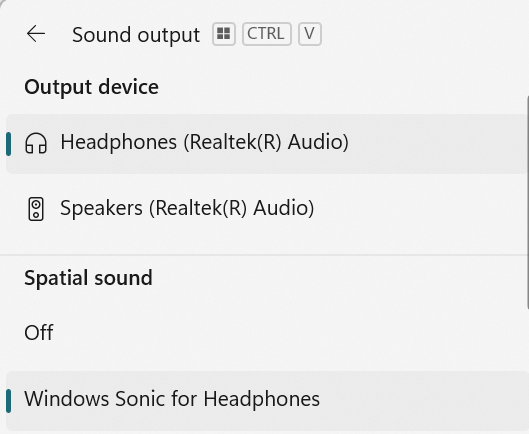 Sound output CTRL V
Output device
Headphones (Realtek(R) Audio)
Speakers (Realtek(R) Audio)
Spatial sound
Off
Windows Sonic for Headphones